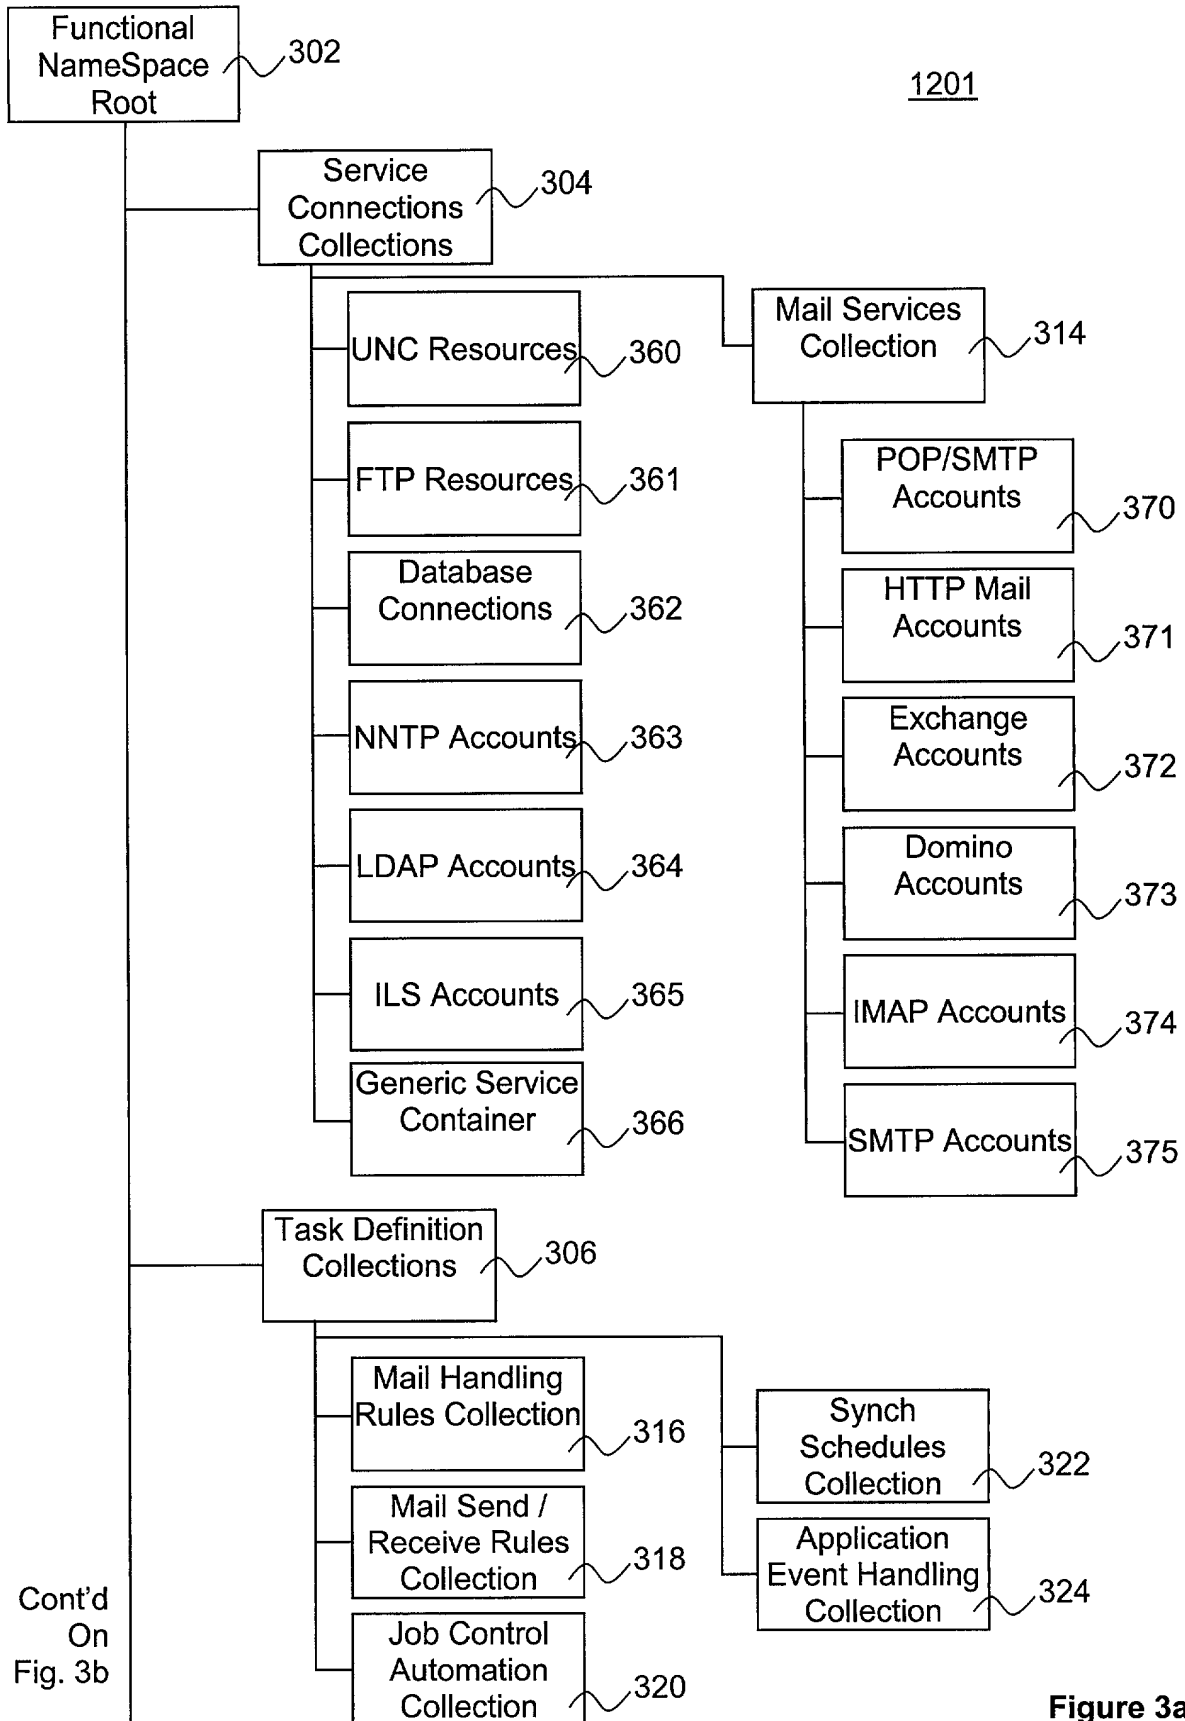 Functional
NameSpace
Root
302
1201
Service
Connections
Collections
304
UNC Resources
360
Mail Services
Collection
314
FTP Resources
361
POP/SMTP
Accounts
370
Database
Connections
362
HTTP Mail
Accounts
371
NNTP Accounts
363
Exchange
Accounts
372
LDAP Accounts
364
Domino
Accounts
373
ILS Accounts
365
IMAP Accounts
374
Generic Service
Container
366
SMTP Accounts
375
Task Definition
Collections
306
Mail Handling
Rules Collection
316
Synch
Schedules
Collection
322
Mail Send /
Receive Rules
Collection
318
Application
Event Handling
Collection
324
Cont'd
On
Fig. 3b
Job Control
Automation
Collection
320
Figure 3a